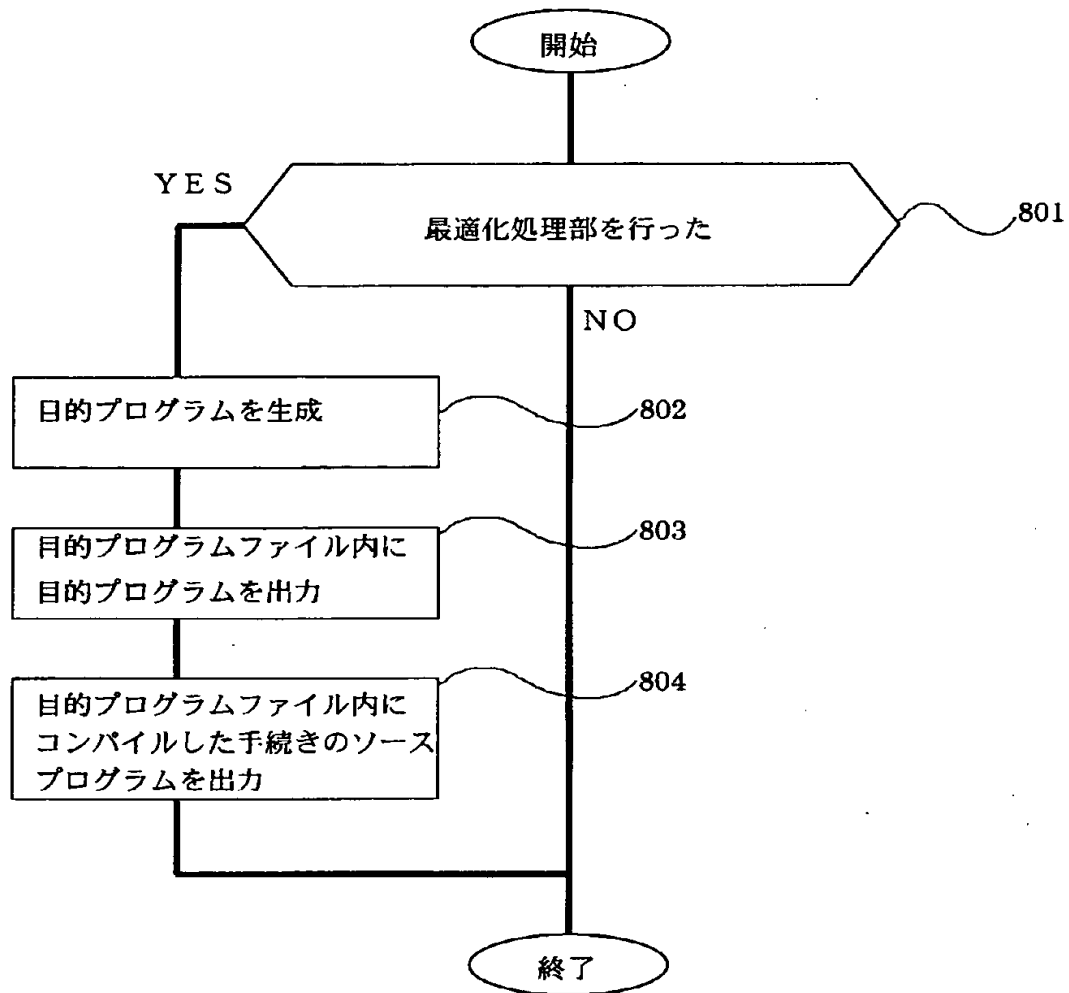 開始
YES
最適化処理部を行った
801
NO
目的プログラムを生成
802
目的プログラムファイル内に
目的プログラムを出力
803
目的プログラムファイル内に
コンパイルした手続きのソース
プログラムを出力
804
終了